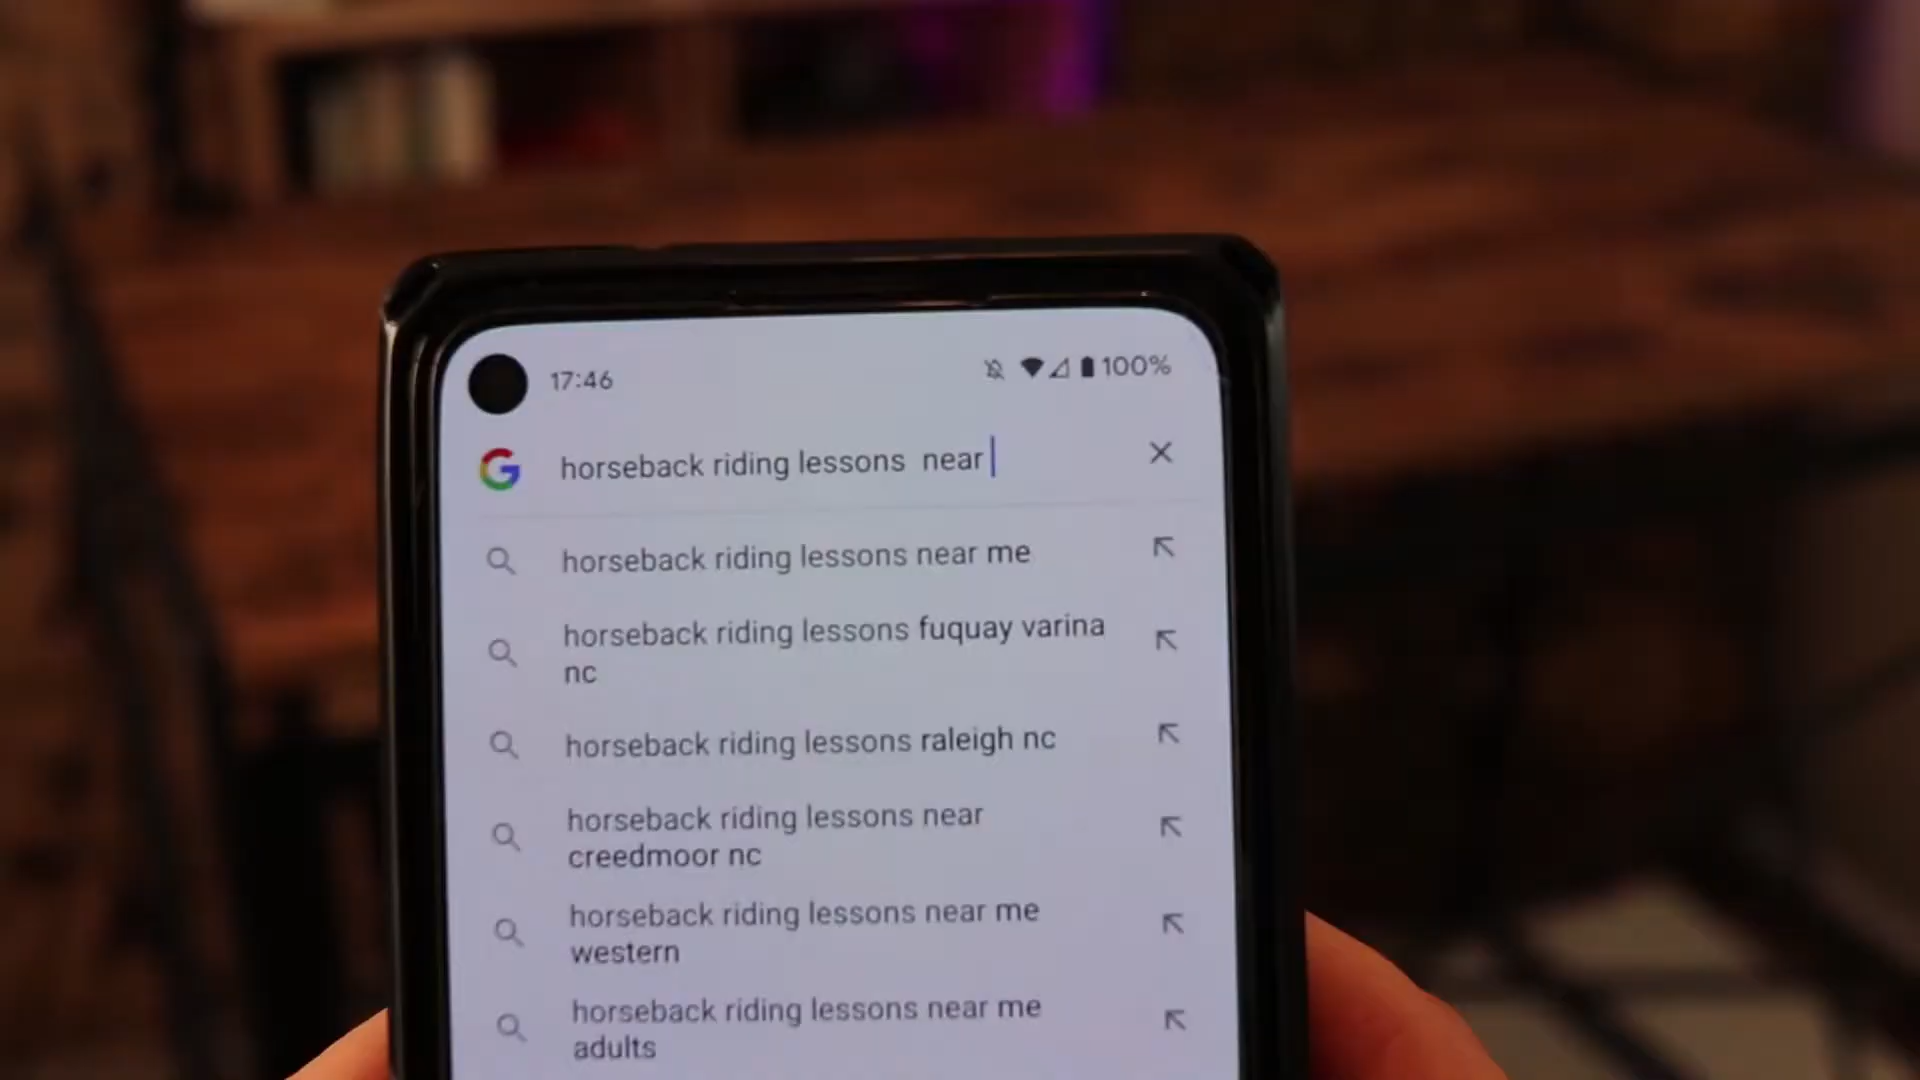 17:46
100%
horseback riding lessons  near
horseback riding lessons near me
horseback riding lessons fuquay varina
nc
horseback riding lessons raleigh nc
horseback riding lessons near
creedmoor nc
horseback riding lessons near me
western
horseback riding lessons near me
adults